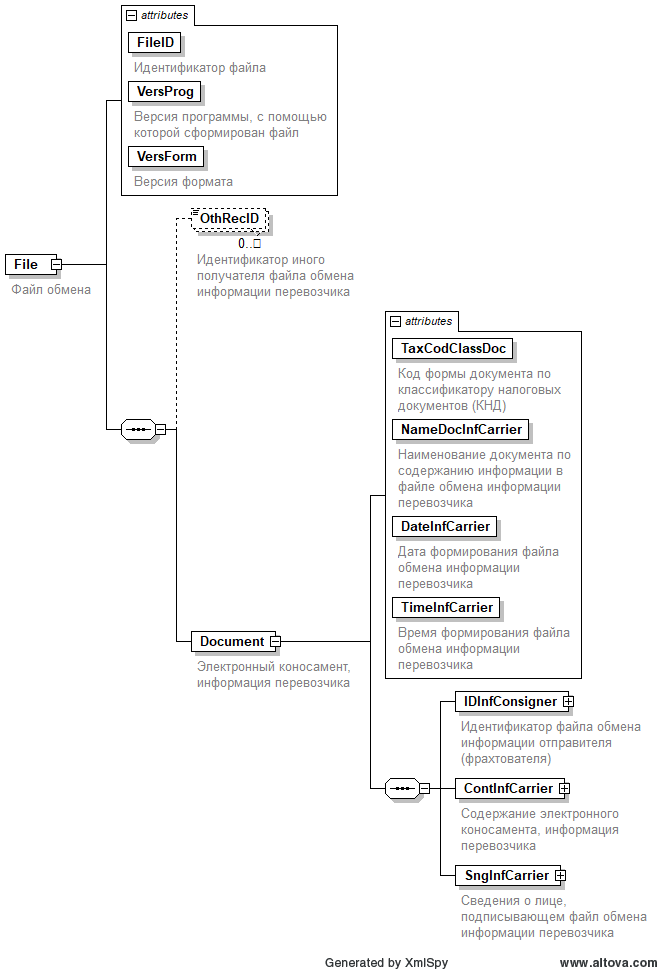 attributes
FileID
Идентификатор файла
VersProg
Версия программы, с помощью
которой сформирован файл
VersForm
Версия формата
OthRecID
0..□
Идентификатор иного
получателя файла обмена
информации перевозчика
File
Файл обмена
attributes
TaxCodClassDoc
Код формы документа по
классификатору налоговых
документов (КНД)
NameDocInfCarrier
Наименование документа по
содержанию информации в
файле обмена информации
перевозчика
DateInfCarrier
Дата формирования файла
обмена информации
перевозчика
TimeInfCarrier
Время формирования файла
обмена информации
перевозчика
Document
Электронный коносамент,
информация перевозчика
IDInfConsigner
Идентификатор файла обмена
информации отправителя
(фрахтователя)
ContInfCarrier
Содержание электронного
коносамента, информация
перевозчика
SngInfCarrier
Сведения о лице,
подписывающем файл обмена
информации перевозчика
Generated by XmlSpy
www.altova.com